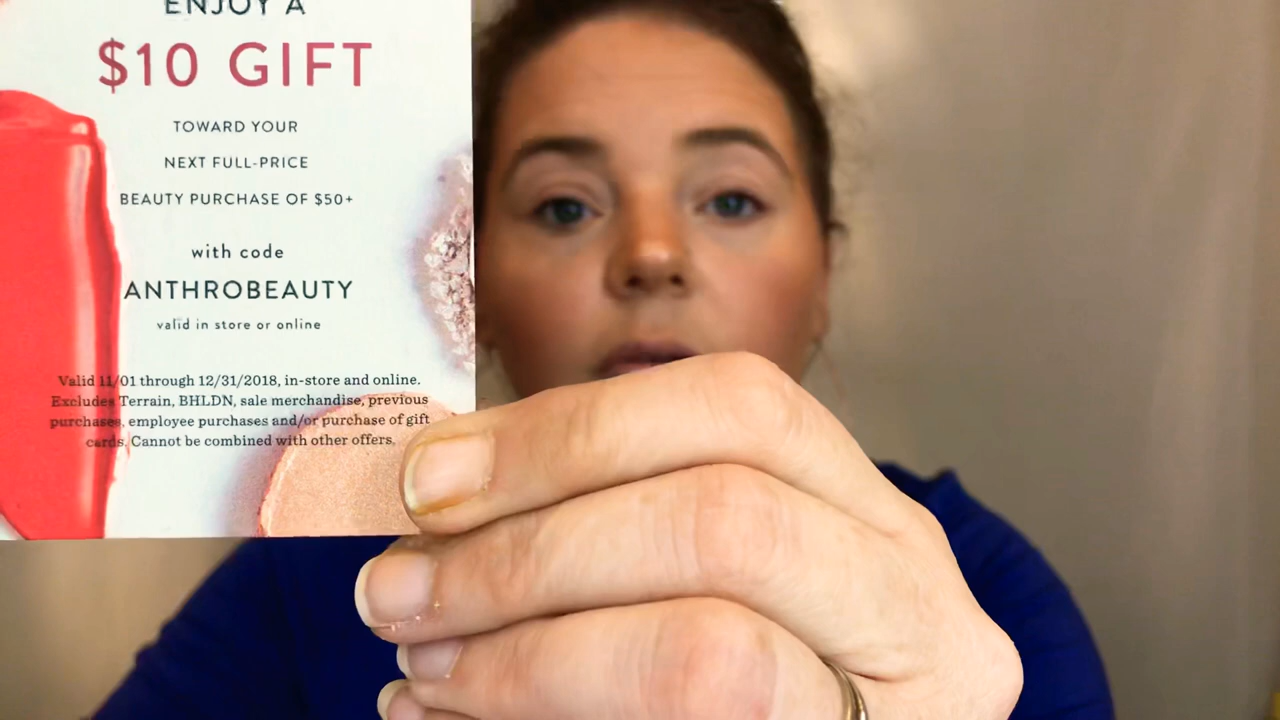 ENJOY A
$10 GIFT
TOWARD YOUR
NEXT FULL-PRICE
BEAUTY PURCHASE OF $50+
with code
ANTHROBEAUTY
valid in store or online
Valid 11/01 through 12/31/2018, in-store and online.
Excludes Terrain, BHLDN, sale merchandise, previous
purchases, employee purchases and/or purchase of gift
cards. Cannot be combined with other offers.